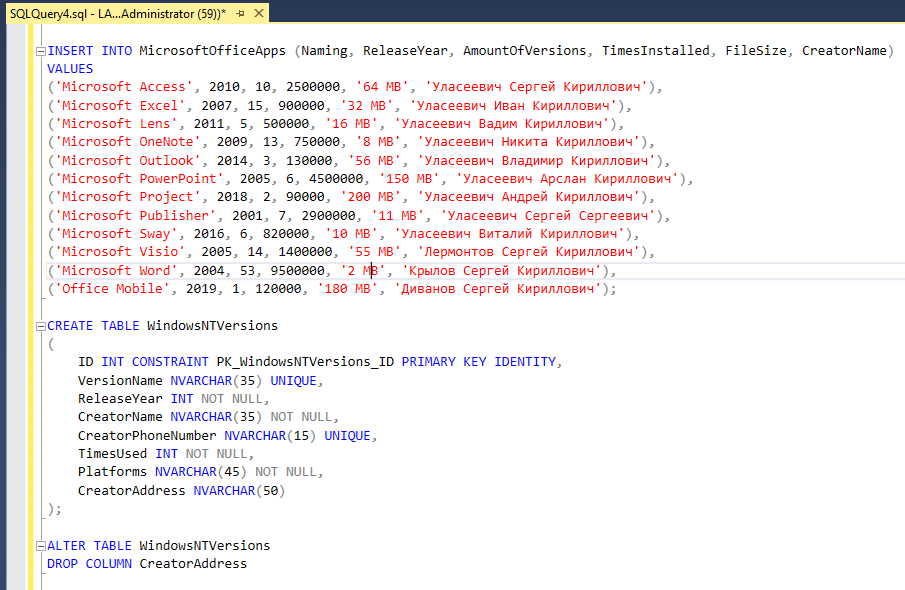 SQLQuery4.sql - LA...Administrator (59))*
INSERT INTO MicrosoftOfficeApps (Naming, ReleaseYear, AmountOfVersions, TimesInstalled, FileSize, CreatorName)
VALUES
('Microsoft Access', 2010, 10, 2500000, '64 MB', 'Уласеевич Сергей Кириллович'),
('Microsoft Excel', 2007, 15, 900000, '32 MB', 'Уласеевич Иван Кириллович'),
('Microsoft Lens', 2011, 5, 500000, '16 MB', 'Уласеевич Вадим Кириллович'),
('Microsoft OneNote', 2009, 13, 750000, '8 MB', 'Уласеевич Никита Кириллович'),
('Microsoft Outlook', 2014, 3, 130000, '56 MB', 'Уласеевич Владимир Кириллович'),
('Microsoft PowerPoint', 2005, 6, 4500000, '150 MB', 'Уласеевич Арслан Кириллович'),
('Microsoft Project', 2018, 2, 90000, '200 MB', 'Уласеевич Андрей Кириллович'),
('Microsoft Publisher', 2001, 7, 2900000, '11 MB', 'Уласеевич Сергей Сергеевич'),
('Microsoft Sway', 2016, 6, 820000, '10 MB', 'Уласеевич Виталий Кириллович'),
('Microsoft Visio', 2005, 14, 1400000, '55 MB', 'Лермонтов Сергей Кириллович'),
('Microsoft Word', 2004, 53, 9500000, '2 MB', 'Крылов Сергей Кириллович'),
('Office Mobile', 2019, 1, 120000, '180 MB', 'Диванов Сергей Кириллович');
CREATE TABLE WindowsNTVersions
(
ID INT CONSTRAINT PK_WindowsNTVersions_ID PRIMARY KEY IDENTITY,
VersionName NVARCHAR(35) UNIQUE,
ReleaseYear INT NOT NULL,
CreatorName NVARCHAR(35) NOT NULL,
CreatorPhoneNumber NVARCHAR(15) UNIQUE,
TimesUsed INT NOT NULL,
Platforms NVARCHAR(45) NOT NULL,
CreatorAddress NVARCHAR(50)
);
ALTER TABLE WindowsNTVersions
DROP COLUMN CreatorAddress